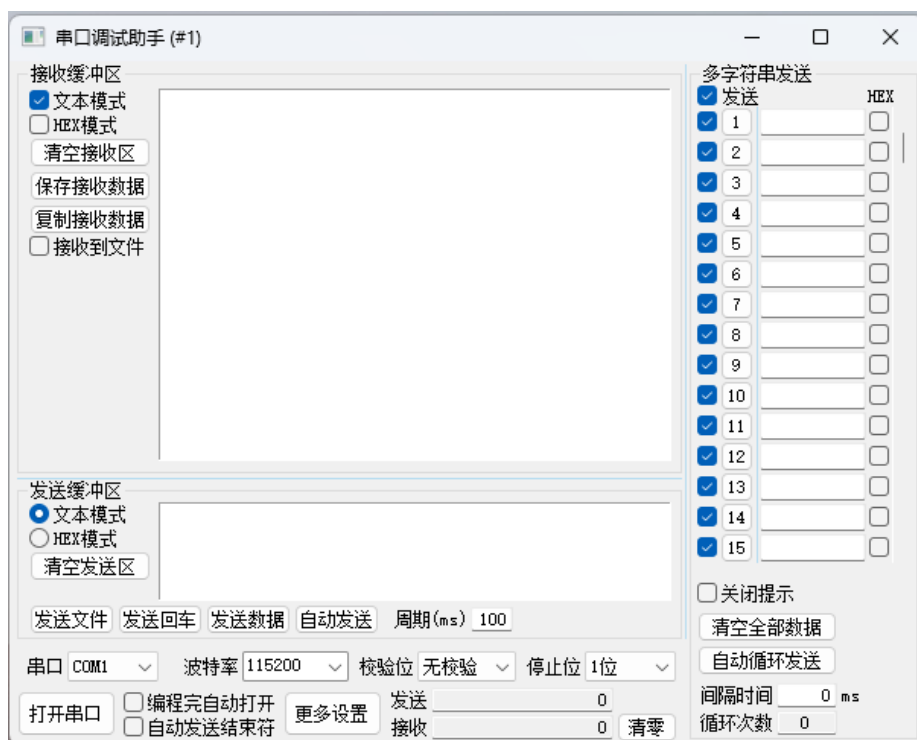 串口调试助手 (#1)
接收缓冲区
文本模式
HEX模式
清空接收区
保存接收数据
复制接收数据
接收到文件
发送缓冲区
文本模式
HEX模式
清空发送区
发送文件 发送回车 发送数据 自动发送 周期(ms) 100
串口 COM1 波特率 115200 校验位 无校验 停止位 1位
打开串口 编程完自动打开 自动发送结束符 更多设置
发送 0
接收 0 清零
多字符串发送
发送 HEX
1
2
3
4
5
6
7
8
9
10
11
12
13
14
15
关闭提示
清空全部数据
自动循环发送
间隔时间 0 ms
循环次数 0